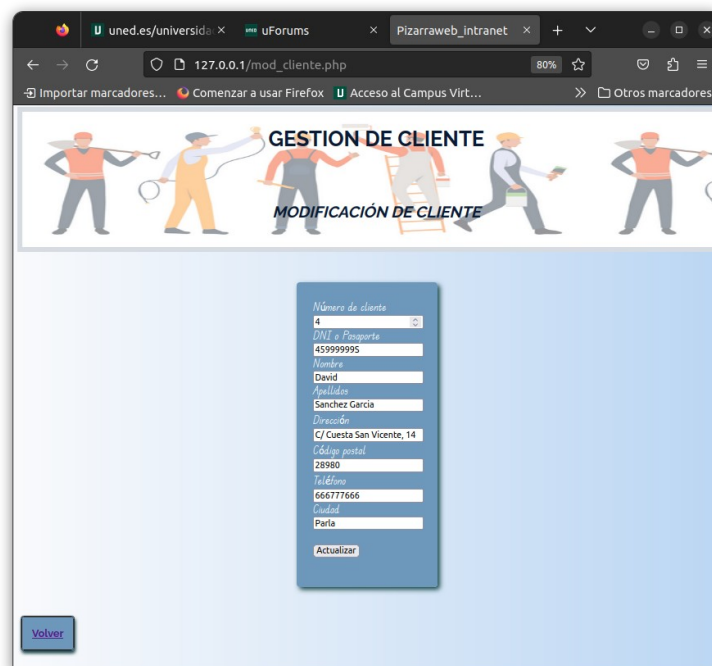 uned.es/universida
uned uForums
Pizarraweb_intranet
127.0.0.1/mod_cliente.php
80%
Importar marcadores…
Comenzar a usar Firefox
Acceso al Campus Virt…
Otros marcadores
GESTION DE CLIENTE
MODIFICACIÓN DE CLIENTE
Número de cliente
4
DNI o Pasaporte
45999999S
Nombre
David
Apellidos
Sanchez Garcia
Dirección
C/ Cuesta San Vicente, 14
Código postal
28980
Teléfono
666777666
Ciudad
Parla
Actualizar
Volver